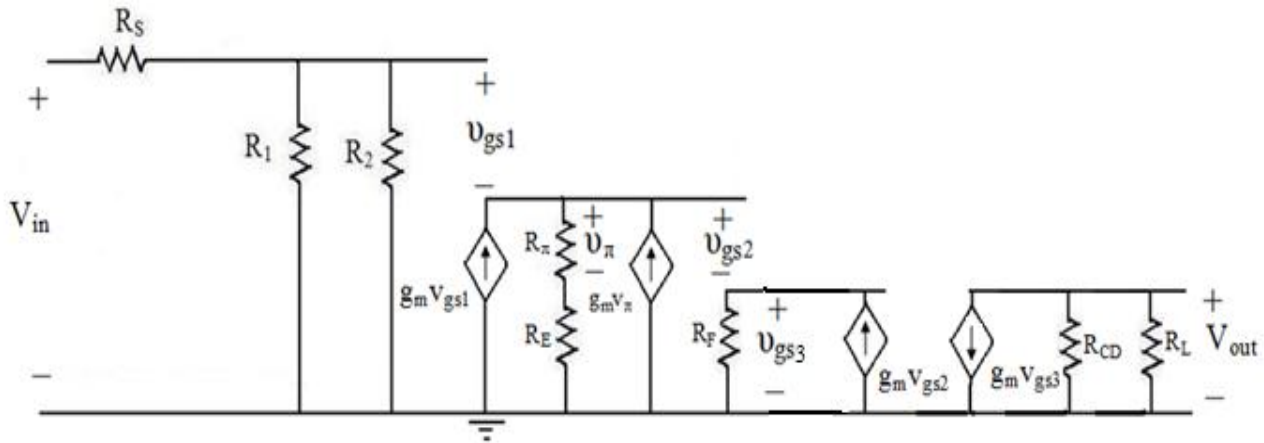 R_S
+
R_1
R_2
+
υ_gs1
−
V_in
g_m v_gs1
R_π
+
υ_π
−
R_E
g_m v_π
+
υ_gs2
−
R_F
+
υ_gs3
−
g_m v_gs2
g_m v_gs3
R_CD
R_L
+
V_out
−
−